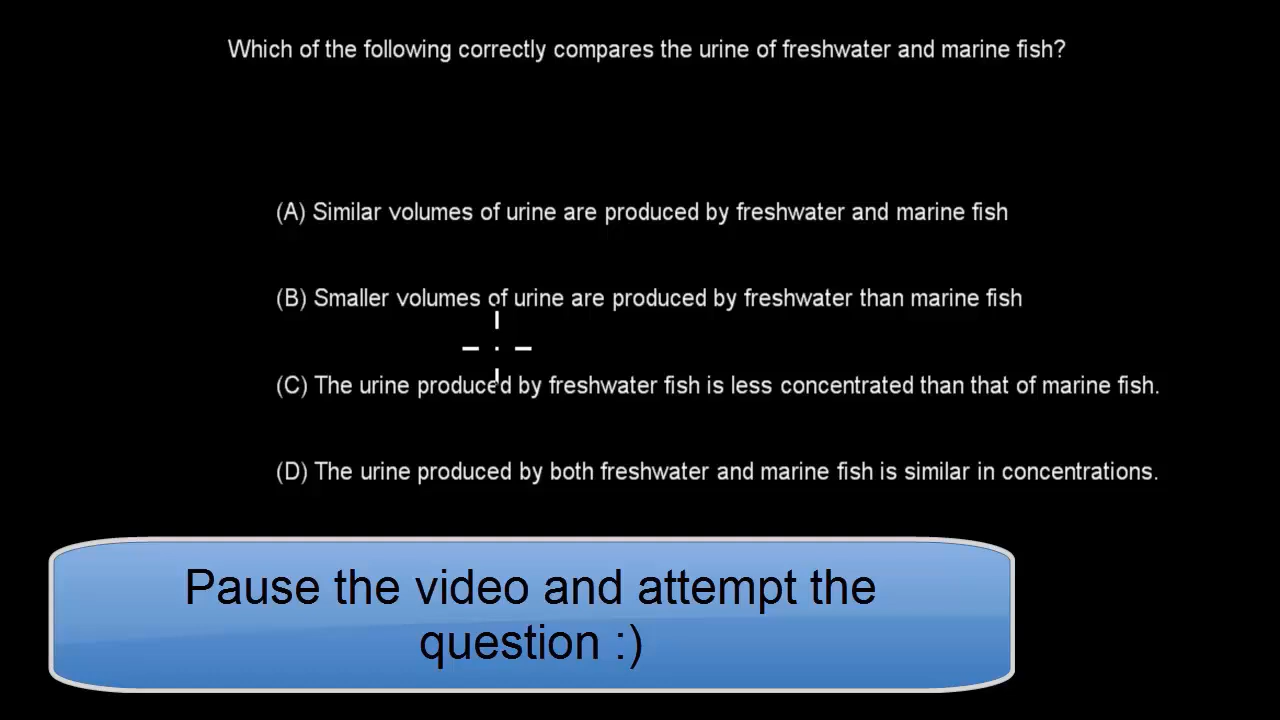 Which of the following correctly compares the urine of freshwater and marine fish?
(A) Similar volumes of urine are produced by freshwater and marine fish
(B) Smaller volumes of urine are produced by freshwater than marine fish
(C) The urine produced by freshwater fish is less concentrated than that of marine fish.
(D) The urine produced by both freshwater and marine fish is similar in concentrations.
Pause the video and attempt the
question :)